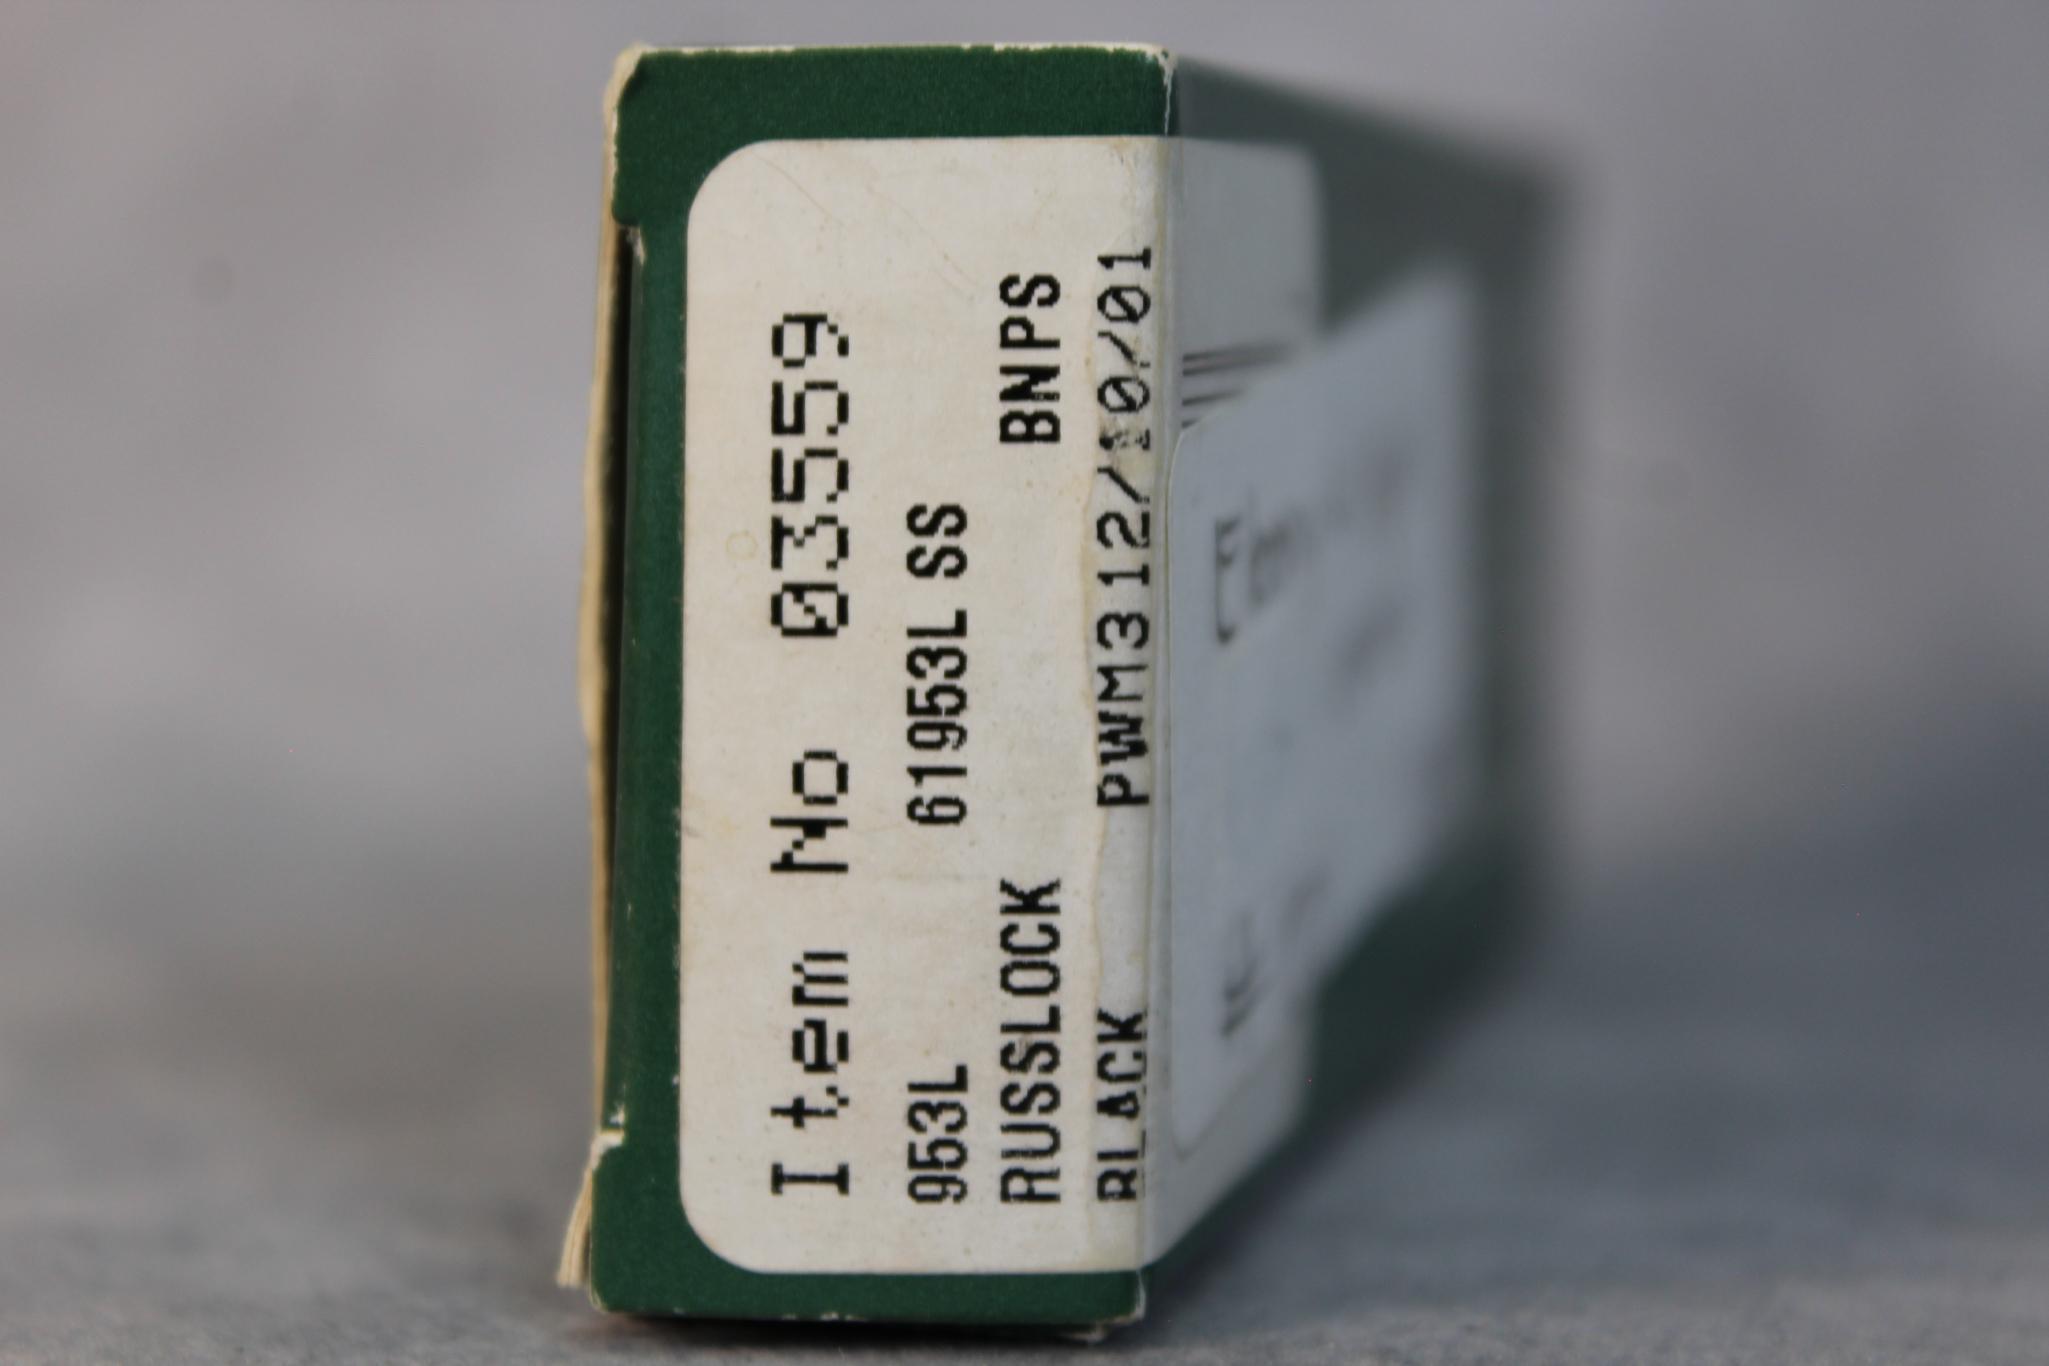 Item No 03559
953L 61953L SS
RUSSLOCK BNPS
BLACK PWM312/10/01